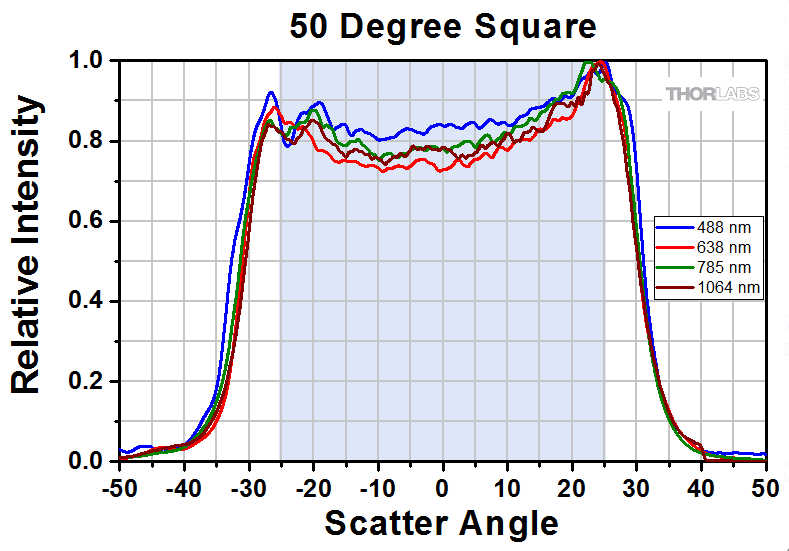 50 Degree Square
Relative Intensity
1.0
0.8
0.6
0.4
0.2
0.0
THORLABS
488 nm
638 nm
785 nm
1064 nm
-50 -40 -30 -20 -10 0 10 20 30 40 50
Scatter Angle